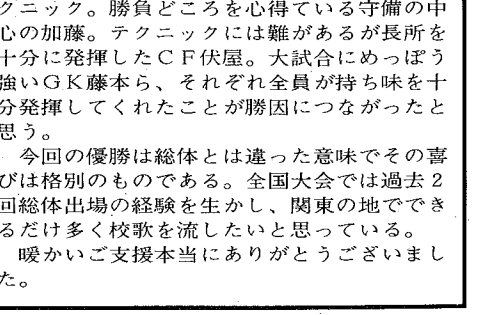 クニック。勝負どころを心得ている守備の中
心の加藤。テクニックには難があるが長所を
十分に発揮したＣＦ伏屋。大試合にめっぽう
強いＧＫ藤本ら、それぞれ全員が持ち味を十
分発揮してくれたことが勝因につながったと
思う。
　今回の優勝は総体とは違った意味でその喜
びは格別のものである。全国大会では過去２
回総体出場の経験を生かし、関東の地ででき
るだけ多く校歌を流したいと思っている。
　暖かいご支援本当にありがとうございまし
た。